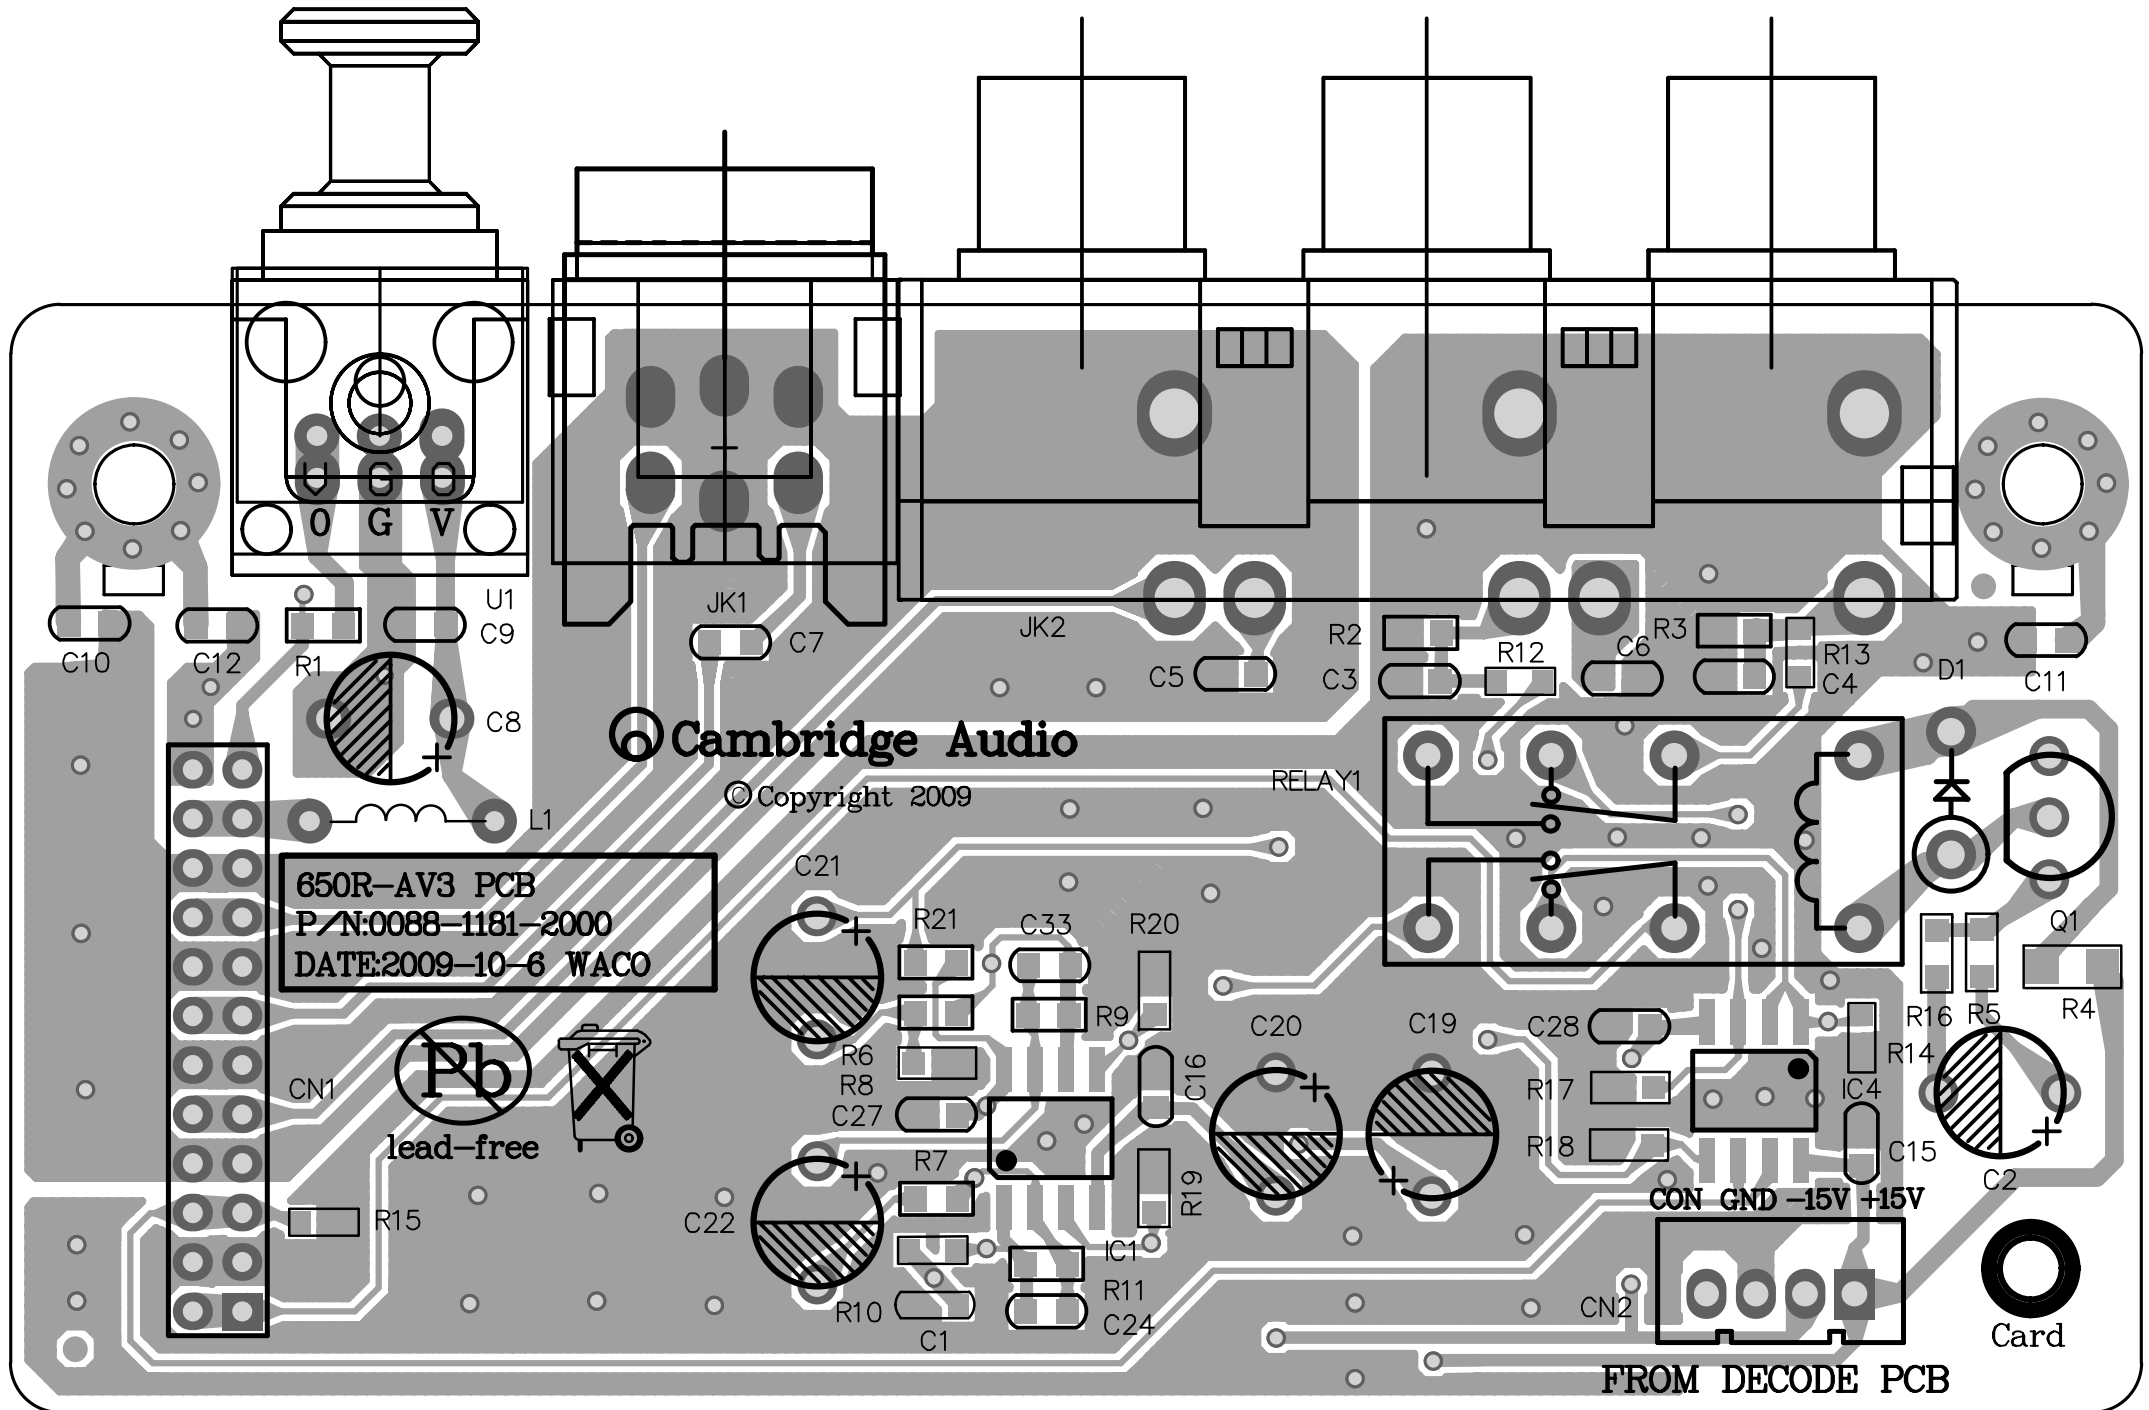 O G V
U1
JK1
C10
C12
R1
C9
C7
JK2
R2
R3
R12
C6
R13
D1
C5
C3
C4
C11
C8
Cambridge Audio
© Copyright 2009
RELAY1
L1
650R-AV3 PCB
P/N:0088-1181-2000
DATE:2009-10-6 WACO
C21
R21
C33
R20
Q1
R9
C20
C19
C28
R16
R5
R4
R6
R8
C16
R14
CN1
Pb
lead-free
C27
R17
IC4
R7
R18
C15
C2
R15
C22
R19
CON GND -15V +15V
IC1
R10
R11
C24
C1
CN2
Card
FROM DECODE PCB